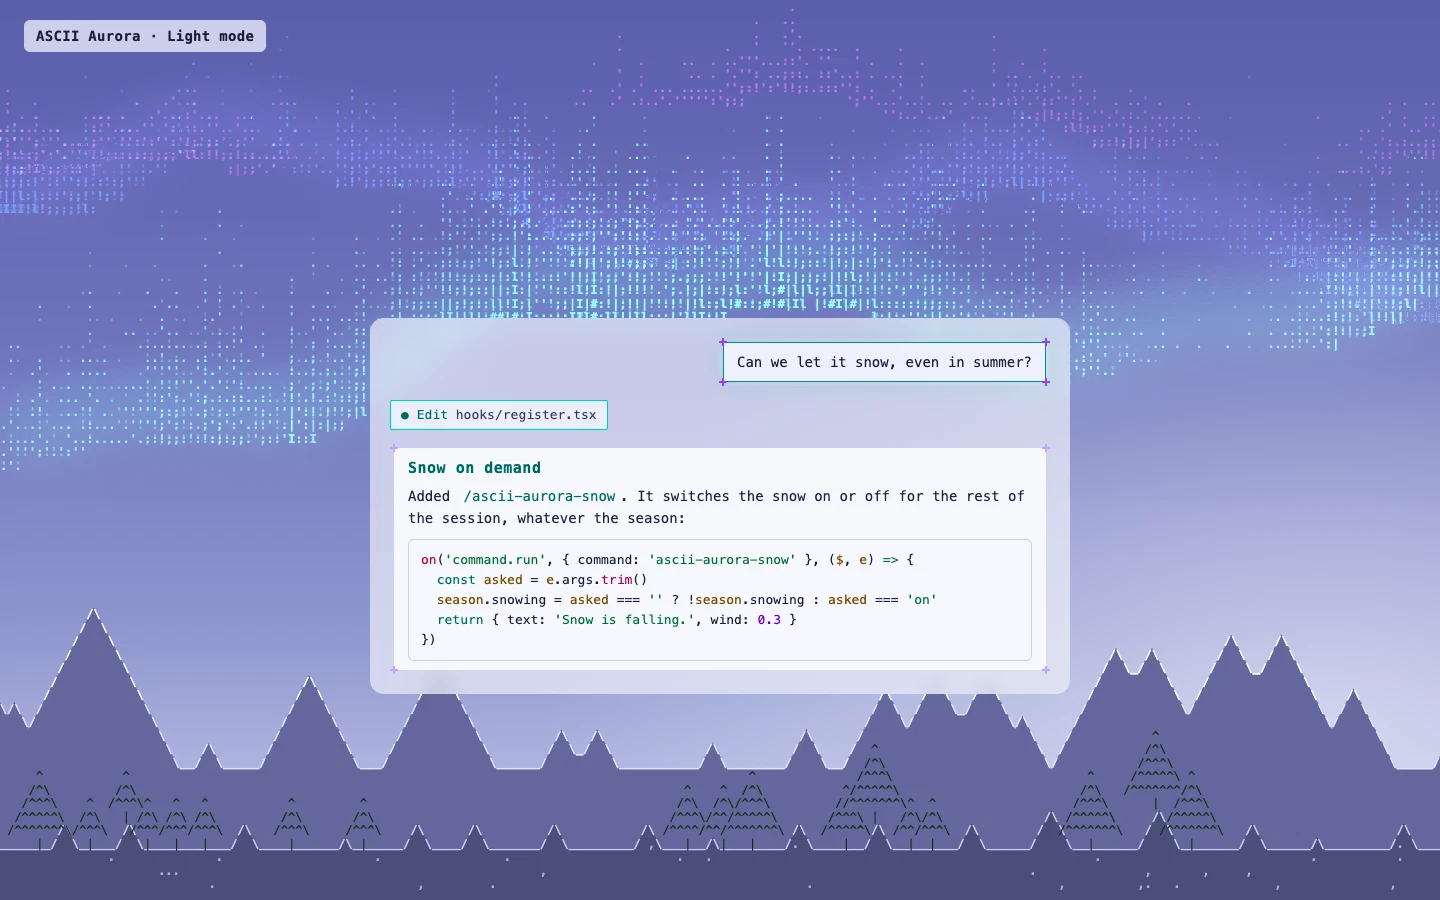 ASCII Aurora · Light mode
Can we let it snow, even in summer?
● Edit hooks/register.tsx
Snow on demand
Added /ascii-aurora-snow. It switches the snow on or off for the rest of
the session, whatever the season:
on('command.run', { command: 'ascii-aurora-snow' }, ($, e) => {
  const asked = e.args.trim()
  season.snowing = asked === '' ? !season.snowing : asked === 'on'
  return { text: 'Snow is falling.', wind: 0.3 }
})